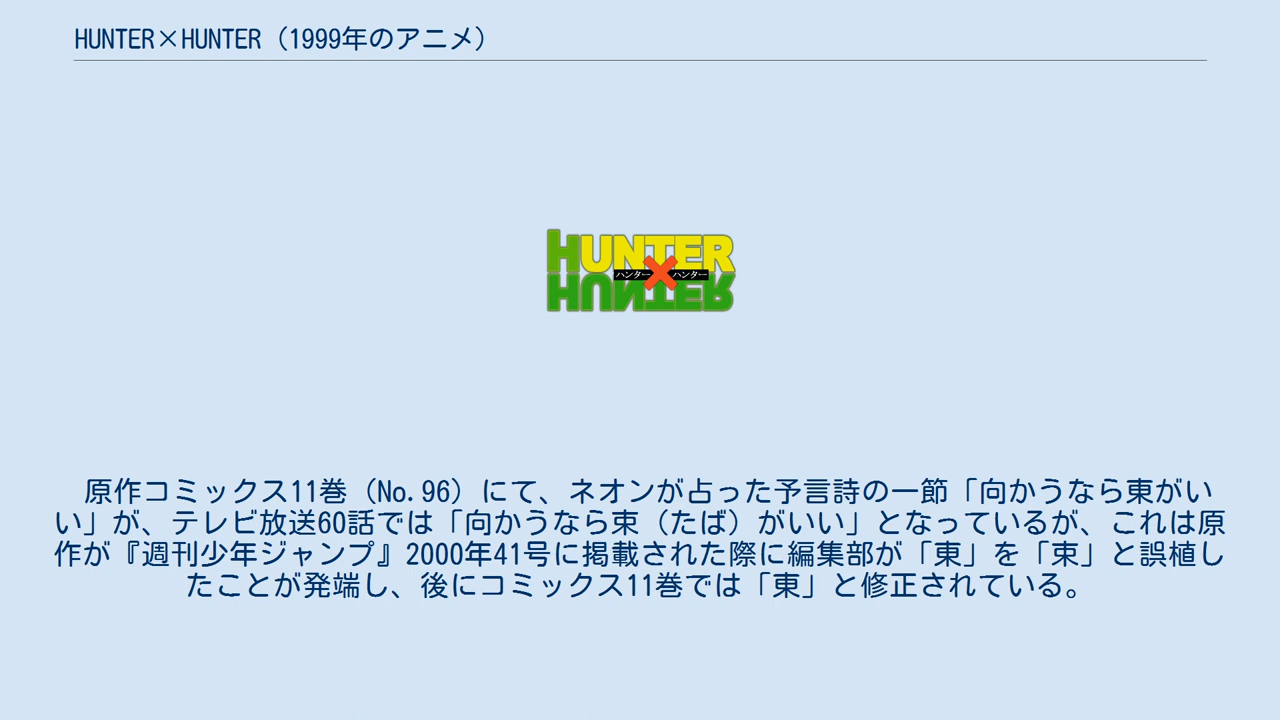 HUNTER×HUNTER（1999年のアニメ）
HUNTER
ハンター×ハンター
HUNTER
原作コミックス11巻（No.96）にて、ネオンが占った予言詩の一節「向かうなら東がい
い」が、テレビ放送60話では「向かうなら束（たば）がいい」となっているが、これは原
作が『週刊少年ジャンプ』2000年41号に掲載された際に編集部が「東」を「束」と誤植し
たことが発端し、後にコミックス11巻では「東」と修正されている。